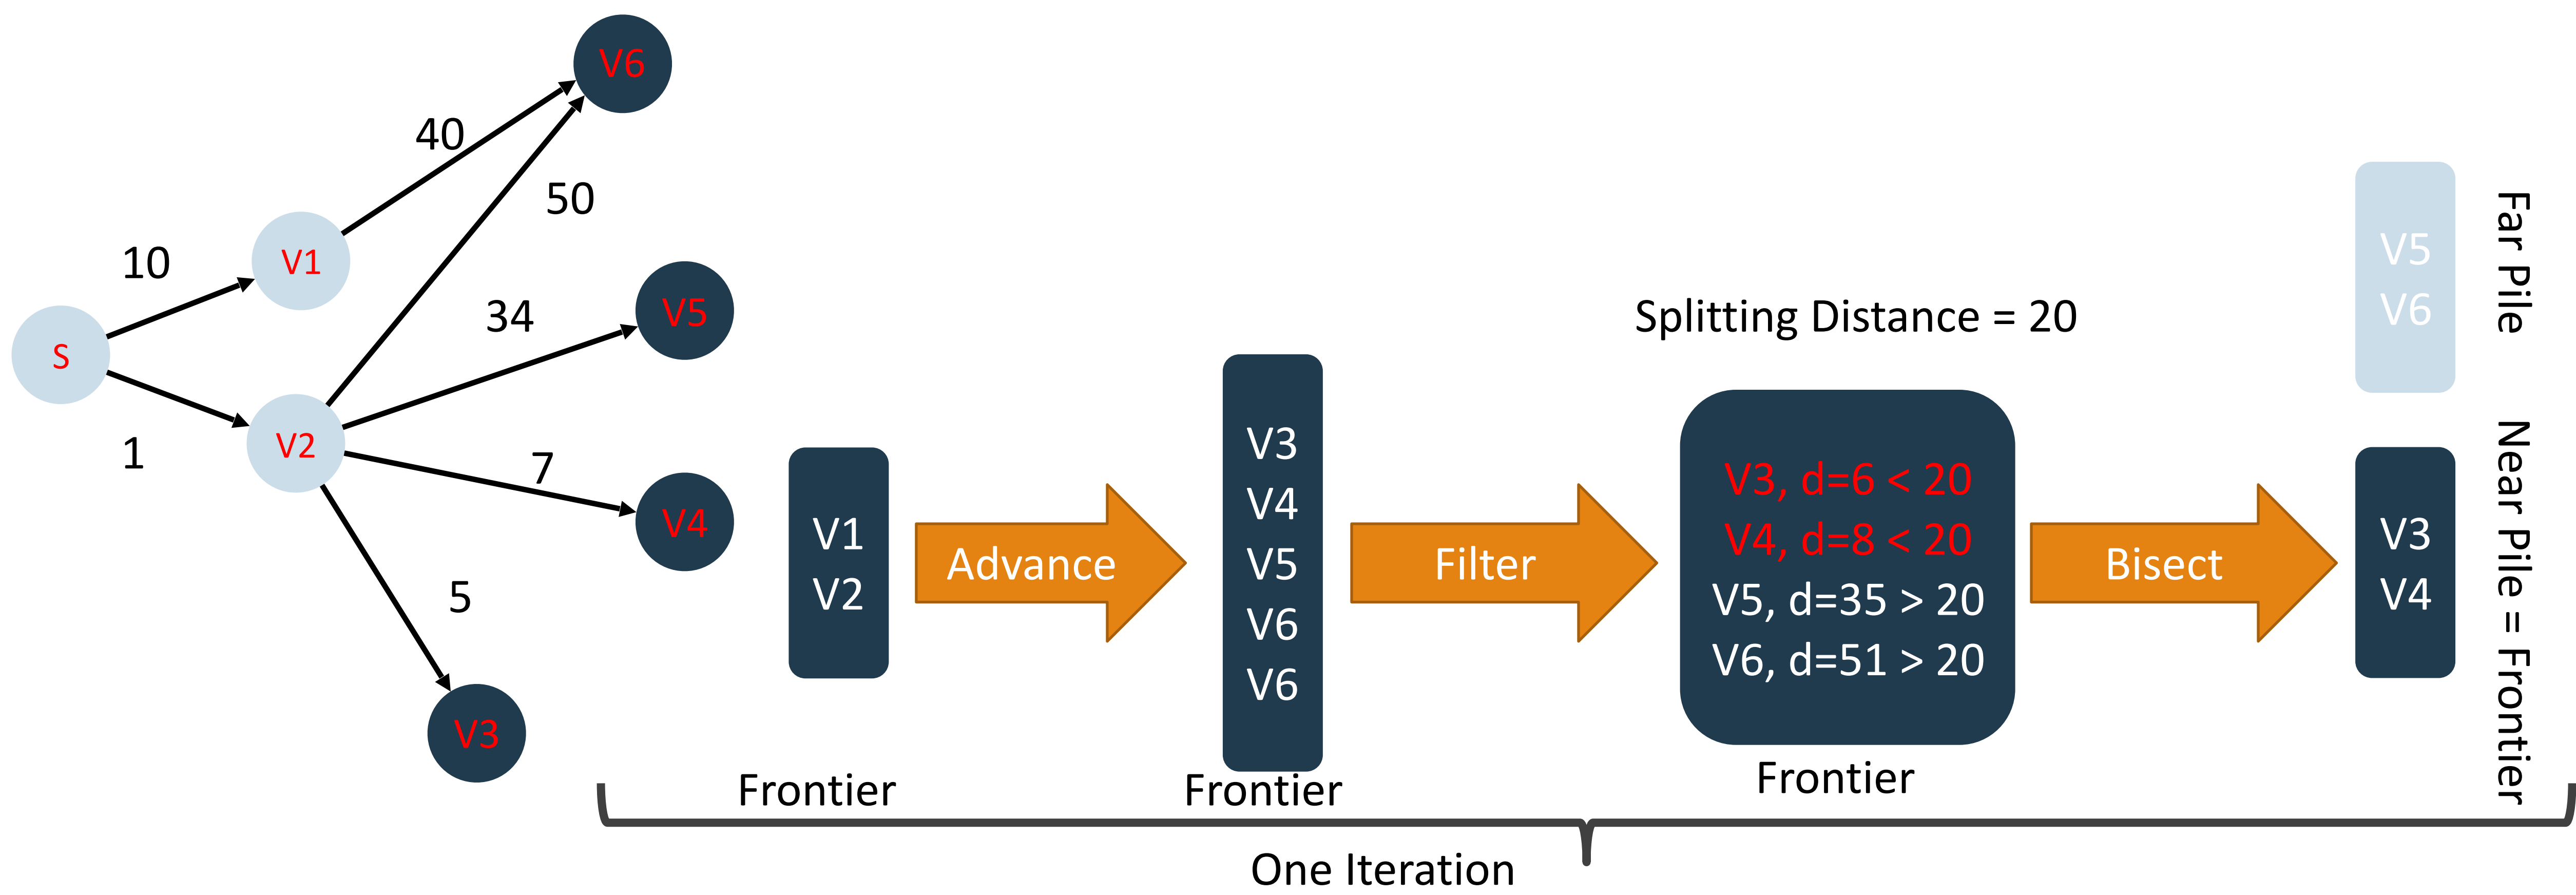 V6
40
50
10
V1
34
V5
S
1
V2
7
V4
5
V3
V1
V2
Frontier
Advance
V3
V4
V5
V6
V6
Frontier
Filter
Splitting Distance = 20
V3, d=6 < 20
V4, d=8 < 20
V5, d=35 > 20
V6, d=51 > 20
Frontier
Bisect
V5
V6
Far Pile
V3
V4
Near Pile = Frontier
One Iteration